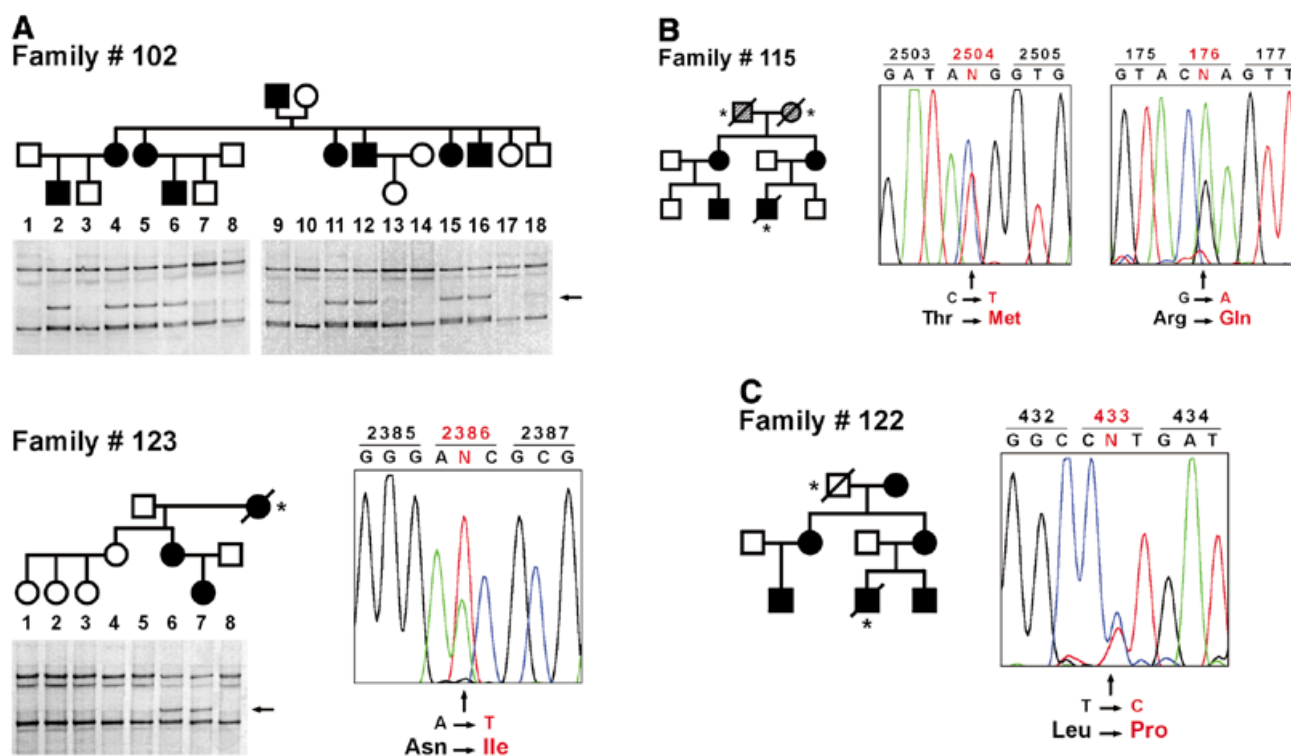 A
Family # 102
1 2 3 4 5 6 7 8
9 10 11 12 13 14 15 16 17 18
Family # 123
*
1 2 3 4 5 6 7 8
2385 2386 2387
G G G A N C G C G
A → T
Asn → Ile
B
Family # 115
* *
*
2503 2504 2505
G A T A N G G T G
C → T
Thr → Met
175 176 177
G T A C N A G T T
G → A
Arg → Gln
C
Family # 122
*
*
432 433 434
G G C C N T G A T
T → C
Leu → Pro